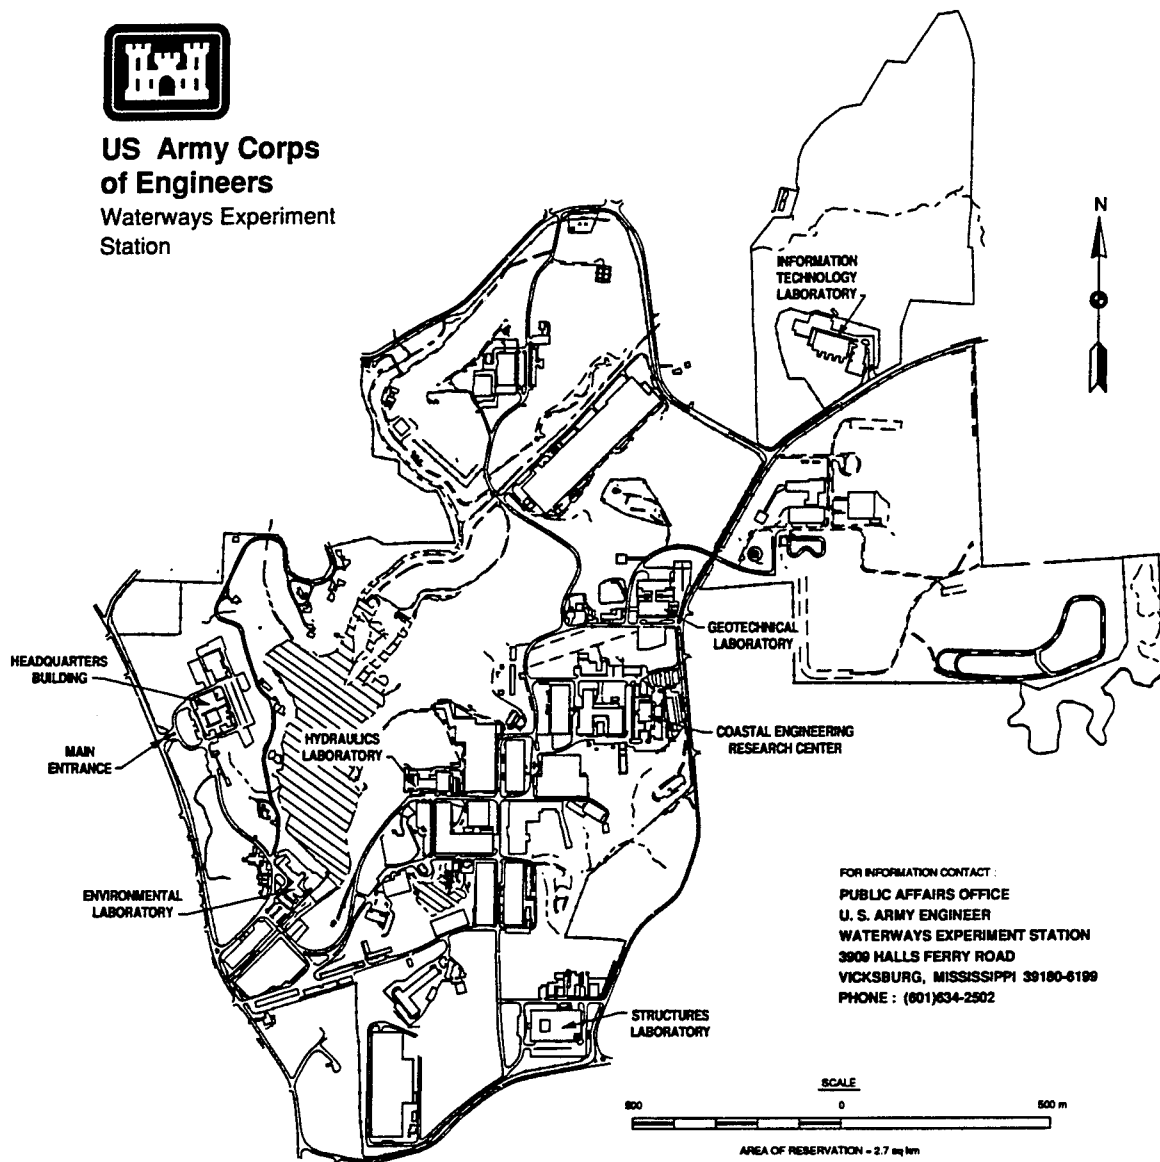 US Army Corps
of Engineers
Waterways Experiment
Station
N
INFORMATION
TECHNOLOGY
LABORATORY
GEOTECHNICAL
LABORATORY
HEADQUARTERS
BUILDING
MAIN
ENTRANCE
HYDRAULICS
LABORATORY
COASTAL ENGINEERING
RESEARCH CENTER
ENVIRONMENTAL
LABORATORY
FOR INFORMATION CONTACT :
PUBLIC AFFAIRS OFFICE
U. S. ARMY ENGINEER
WATERWAYS EXPERIMENT STATION
3909 HALLS FERRY ROAD
VICKSBURG, MISSISSIPPI 39180-6199
PHONE : (601)634-2502
STRUCTURES
LABORATORY
SCALE
500 0 500 m
AREA OF RESERVATION = 2.7 sq km